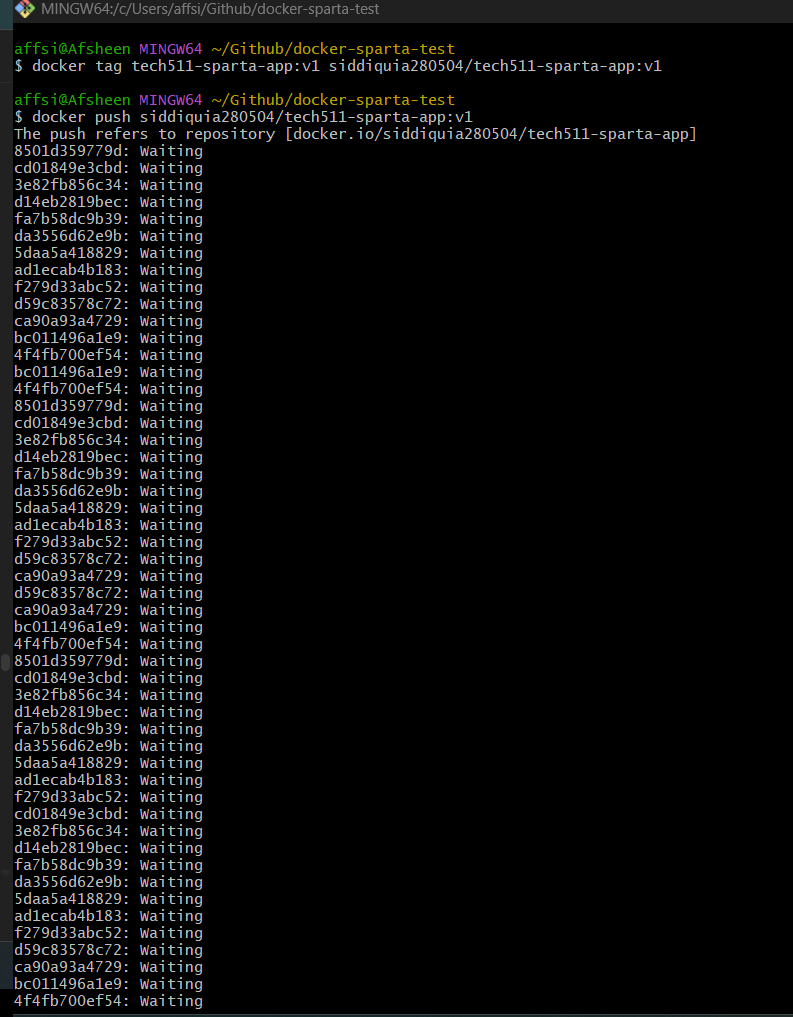 MINGW64:/c/Users/affsi/Github/docker-sparta-test
affsi@Afsheen MINGW64 ~/Github/docker-sparta-test
$ docker tag tech511-sparta-app:v1 siddiquia280504/tech511-sparta-app:v1
affsi@Afsheen MINGW64 ~/Github/docker-sparta-test
$ docker push siddiquia280504/tech511-sparta-app:v1
The push refers to repository [docker.io/siddiquia280504/tech511-sparta-app]
8501d359779d: Waiting
cd01849e3cbd: Waiting
3e82fb856c34: Waiting
d14eb2819bec: Waiting
fa7b58dc9b39: Waiting
da3556d62e9b: Waiting
5daa5a418829: Waiting
ad1ecab4b183: Waiting
f279d33abc52: Waiting
d59c83578c72: Waiting
ca90a93a4729: Waiting
bc011496a1e9: Waiting
4f4fb700ef54: Waiting
bc011496a1e9: Waiting
4f4fb700ef54: Waiting
8501d359779d: Waiting
cd01849e3cbd: Waiting
3e82fb856c34: Waiting
d14eb2819bec: Waiting
fa7b58dc9b39: Waiting
da3556d62e9b: Waiting
5daa5a418829: Waiting
ad1ecab4b183: Waiting
f279d33abc52: Waiting
d59c83578c72: Waiting
ca90a93a4729: Waiting
d59c83578c72: Waiting
ca90a93a4729: Waiting
bc011496a1e9: Waiting
4f4fb700ef54: Waiting
8501d359779d: Waiting
cd01849e3cbd: Waiting
3e82fb856c34: Waiting
d14eb2819bec: Waiting
fa7b58dc9b39: Waiting
da3556d62e9b: Waiting
5daa5a418829: Waiting
ad1ecab4b183: Waiting
f279d33abc52: Waiting
cd01849e3cbd: Waiting
3e82fb856c34: Waiting
d14eb2819bec: Waiting
fa7b58dc9b39: Waiting
da3556d62e9b: Waiting
5daa5a418829: Waiting
ad1ecab4b183: Waiting
f279d33abc52: Waiting
d59c83578c72: Waiting
ca90a93a4729: Waiting
bc011496a1e9: Waiting
4f4fb700ef54: Waiting